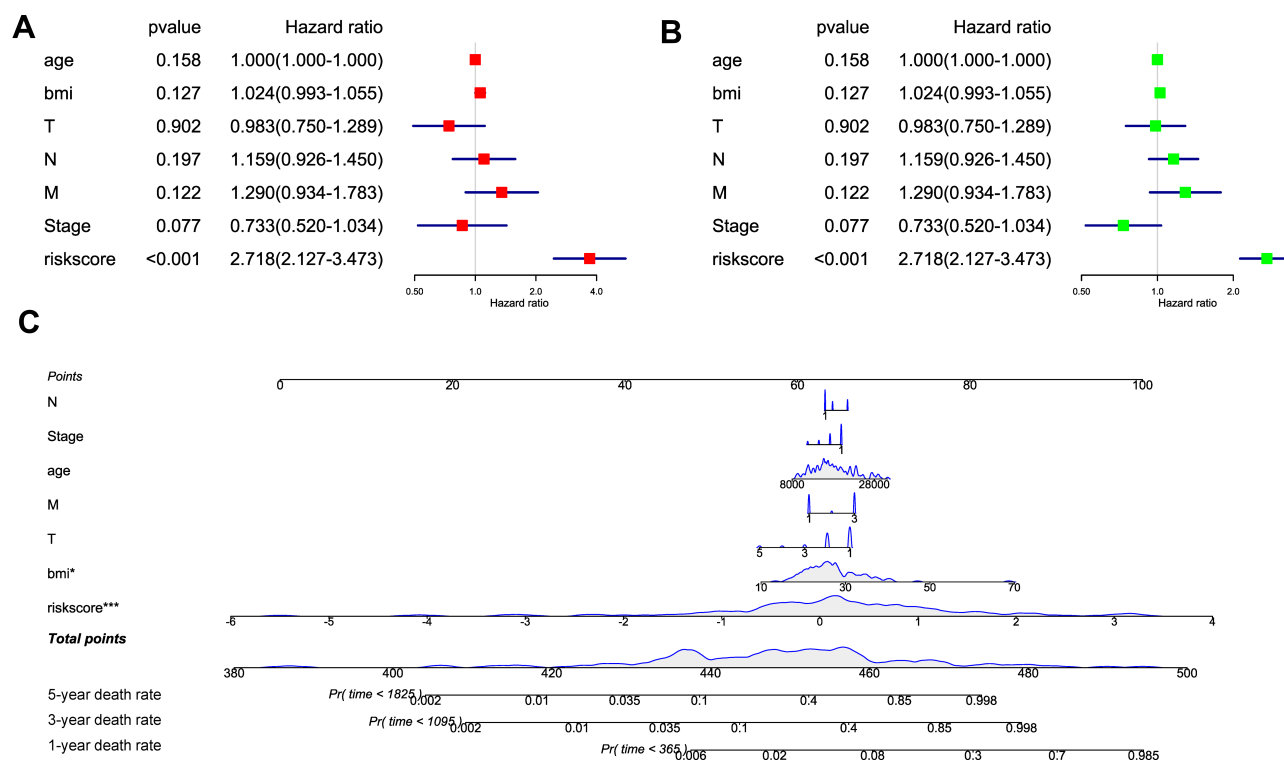 A
pvalue Hazard ratio
age 0.158 1.000(1.000-1.000)
bmi 0.127 1.024(0.993-1.055)
T 0.902 0.983(0.750-1.289)
N 0.197 1.159(0.926-1.450)
M 0.122 1.290(0.934-1.783)
Stage 0.077 0.733(0.520-1.034)
riskscore <0.001 2.718(2.127-3.473)
0.50 1.0 2.0 4.0
Hazard ratio
B
pvalue Hazard ratio
age 0.158 1.000(1.000-1.000)
bmi 0.127 1.024(0.993-1.055)
T 0.902 0.983(0.750-1.289)
N 0.197 1.159(0.926-1.450)
M 0.122 1.290(0.934-1.783)
Stage 0.077 0.733(0.520-1.034)
riskscore <0.001 2.718(2.127-3.473)
0.50 1.0 2.0
Hazard ratio
C
Points
0 20 40 60 80 100
N
1
Stage
1
age
8000 28000
M
1 3
T
5 3 1
bmi*
10 30 50 70
riskscore***
-6 -5 -4 -3 -2 -1 0 1 2 3 4
Total points
380 400 420 440 460 480 500
5-year death rate Pr( time < 1825 ) 0.002 0.01 0.035 0.1 0.4 0.85 0.998
3-year death rate Pr( time < 1095 ) 0.002 0.01 0.035 0.1 0.4 0.85 0.998
1-year death rate Pr( time < 365 ) 0.006 0.02 0.08 0.3 0.7 0.985